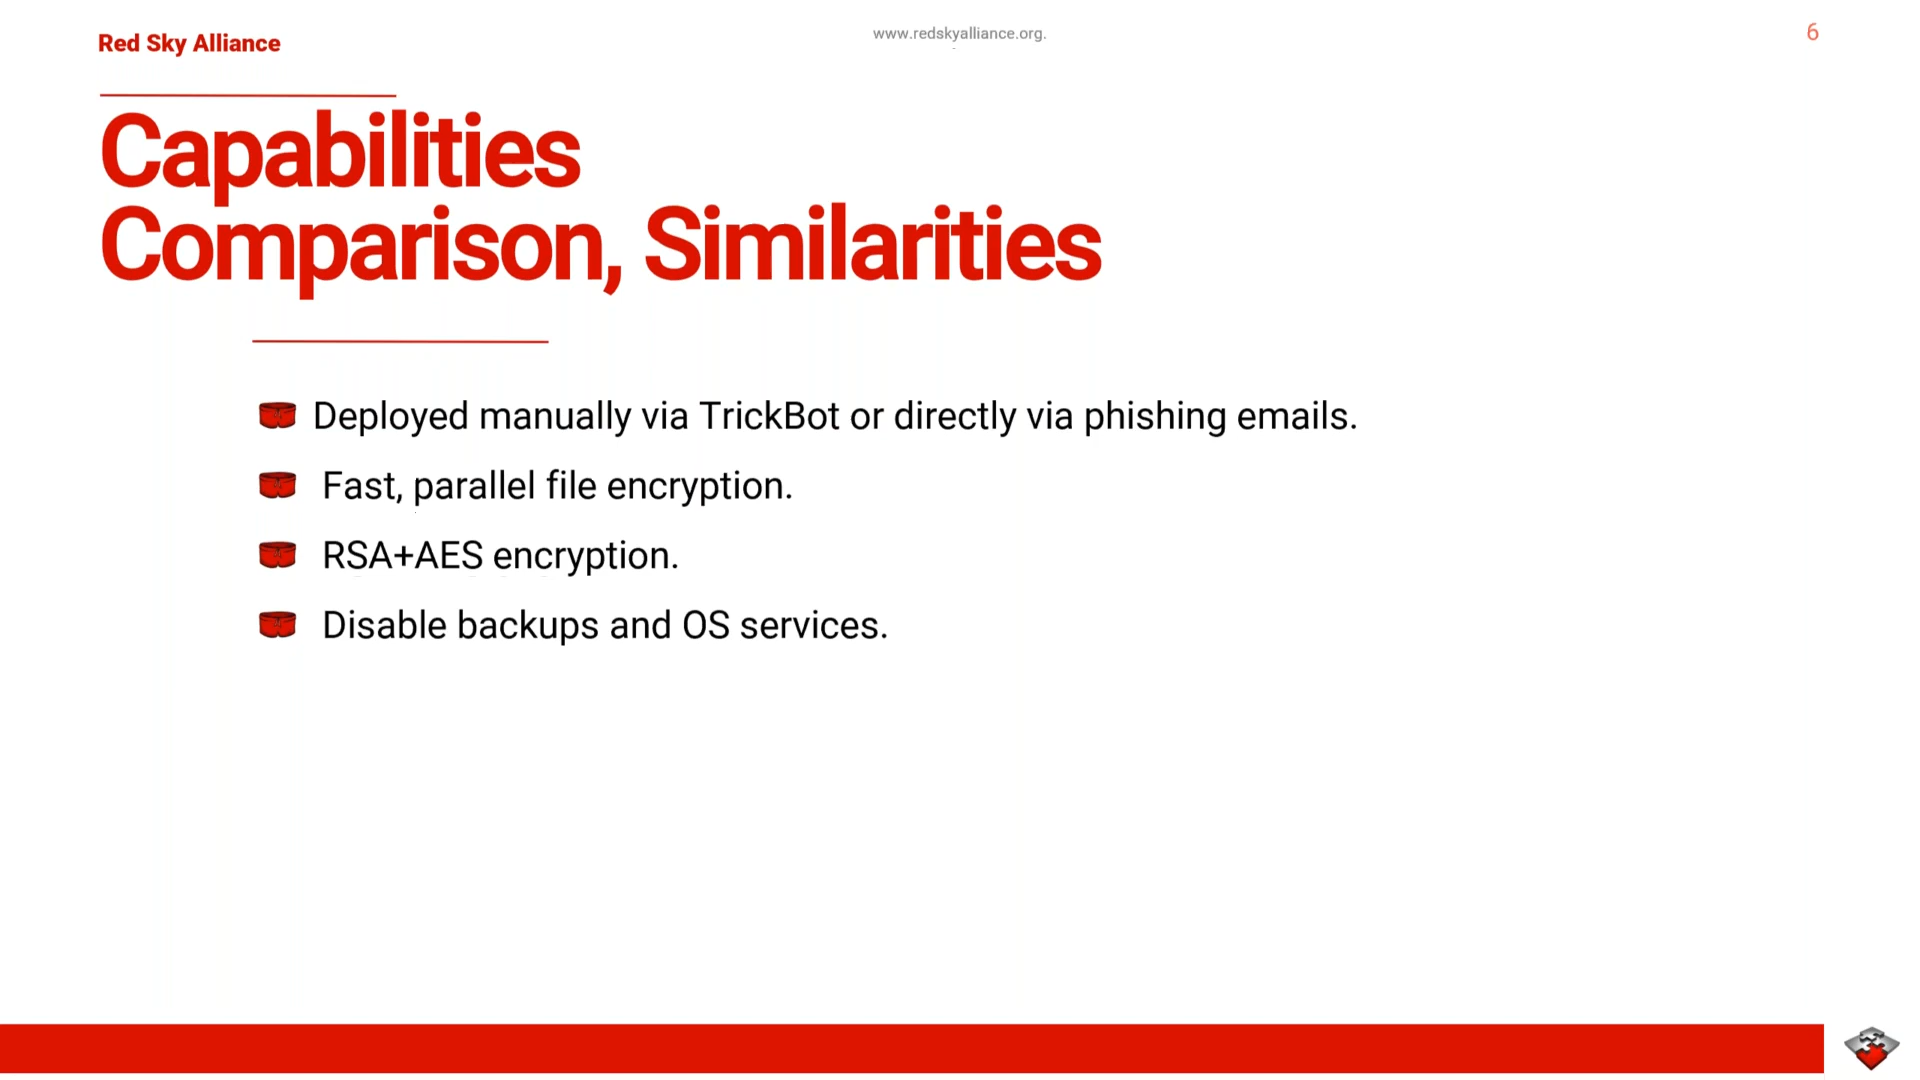 Red Sky Alliance
www.redskyalliance.org.
6
Capabilities
Comparison, Similarities
Deployed manually via TrickBot or directly via phishing emails.
Fast, parallel file encryption.
RSA+AES encryption.
Disable backups and OS services.